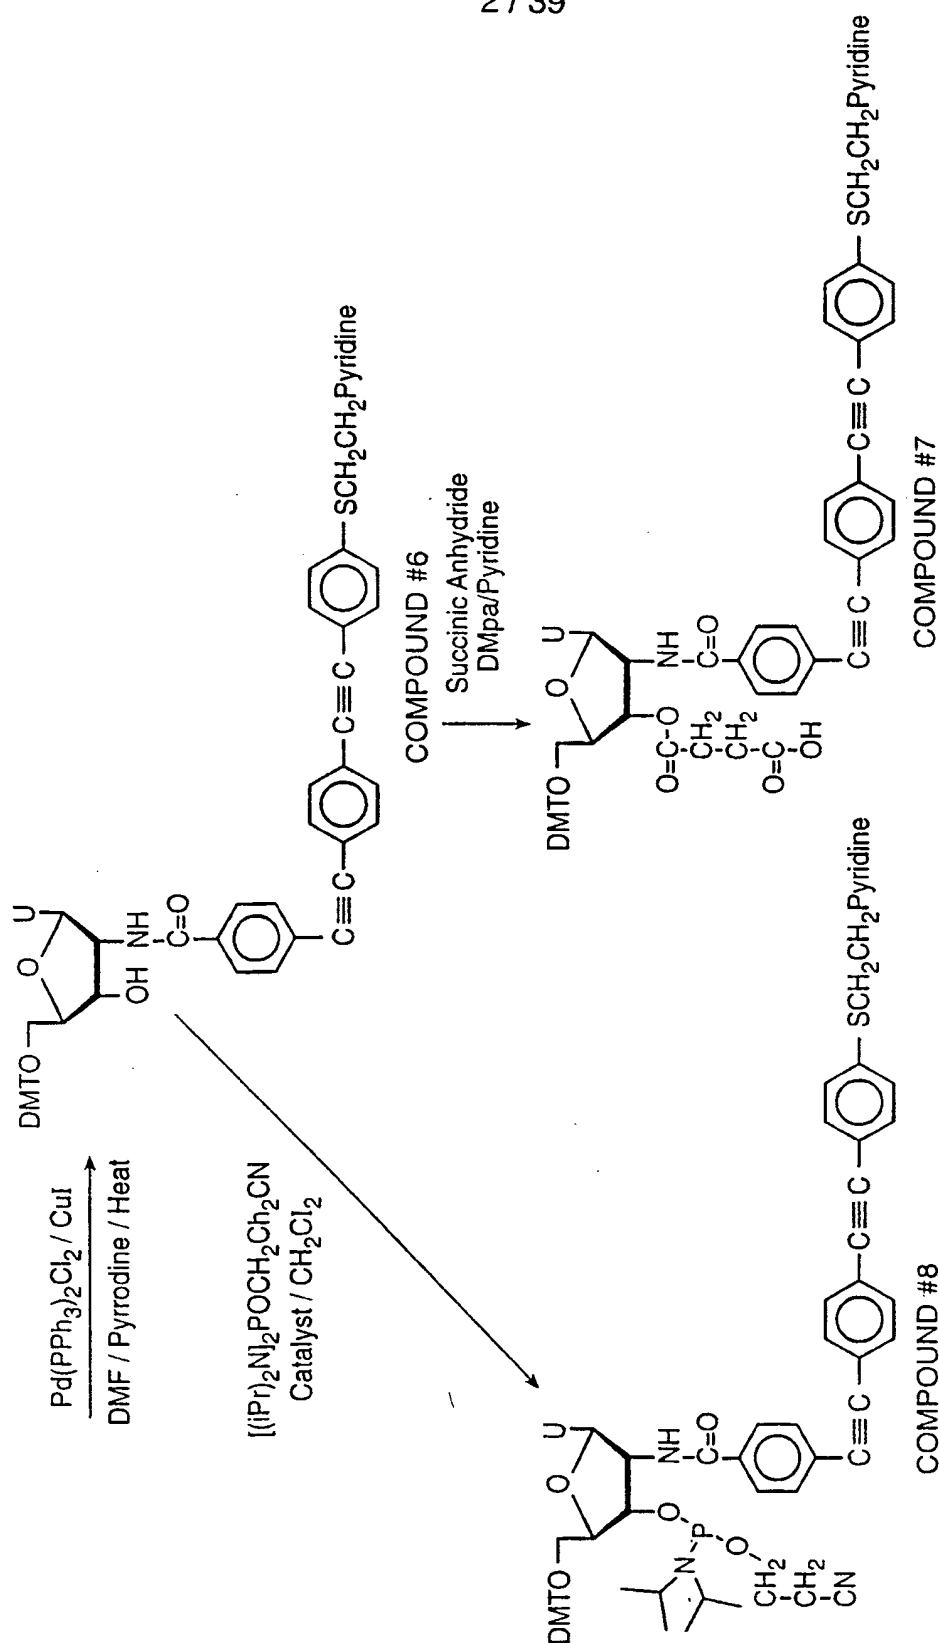 2 / 39
Pd(PPh3)2Cl2 / CuI
DMF / Pyrrodine / Heat
DMTO
O
U
OH
NH
C=O
C≡C
C≡C
SCH2CH2Pyridine
COMPOUND #6
[(iPr)2N]2POCH2Ch2CN
Catalyst / CH2Cl2
Succinic Anhydride
DMpa/Pyridine
DMTO
O
U
O
P
N
O
CH2
CH2
CN
NH
C=O
C≡C
C≡C
SCH2CH2Pyridine
COMPOUND #8
DMTO
O
U
O
O=C
CH2
CH2
O=C
OH
NH
C=O
C≡C
C≡C
SCH2CH2Pyridine
COMPOUND #7